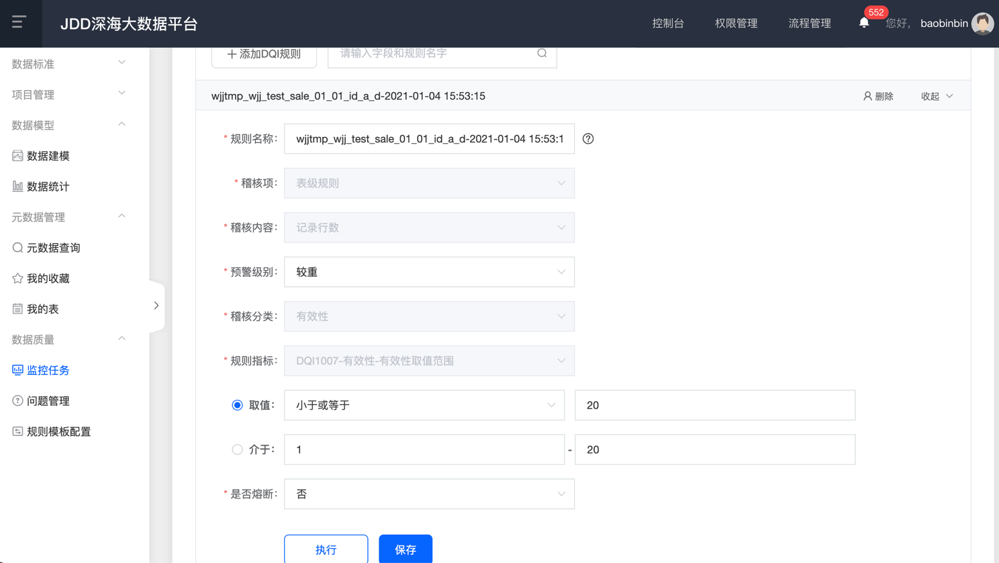 JDD深海大数据平台
控制台
权限管理
流程管理
552
您好，
baobinbin
数据标准
项目管理
数据模型
数据建模
数据统计
元数据管理
元数据查询
我的收藏
我的表
数据质量
监控任务
问题管理
规则模板配置
添加DQI规则
请输入字段和规则名字
wjjtmp_wjj_test_sale_01_01_id_a_d-2021-01-04 15:53:15
删除
收起
* 规则名称:
wjjtmp_wjj_test_sale_01_01_id_a_d-2021-01-04 15:53:1
* 稽核项:
表级规则
* 稽核内容:
记录行数
* 预警级别:
较重
* 稽核分类:
有效性
* 规则指标:
DQI1007-有效性-有效性取值范围
取值:
小于或等于
20
介于:
1
-
20
* 是否熔断:
否
执行
保存